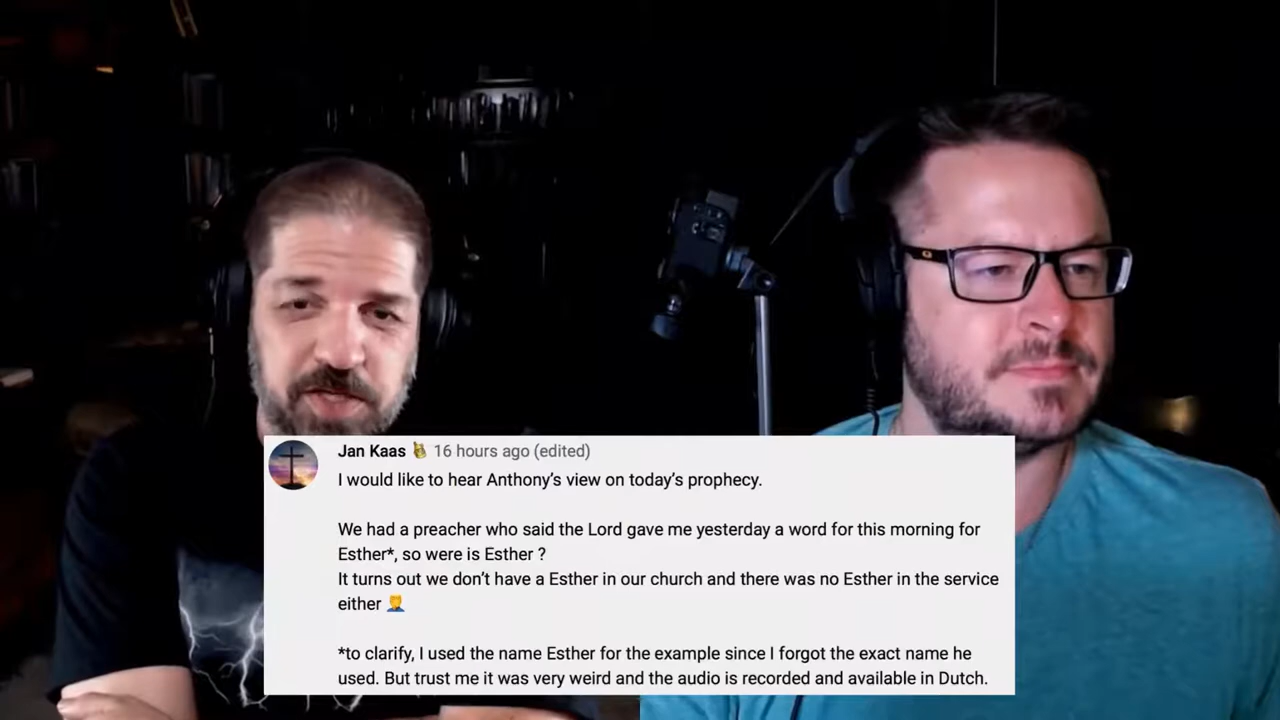 Jan Kaas 16 hours ago (edited)
I would like to hear Anthony’s view on today’s prophecy.
We had a preacher who said the Lord gave me yesterday a word for this morning for
Esther*, so were is Esther ?
It turns out we don’t have a Esther in our church and there was no Esther in the service
either 🤦‍♂️
*to clarify, I used the name Esther for the example since I forgot the exact name he
used. But trust me it was very weird and the audio is recorded and available in Dutch.